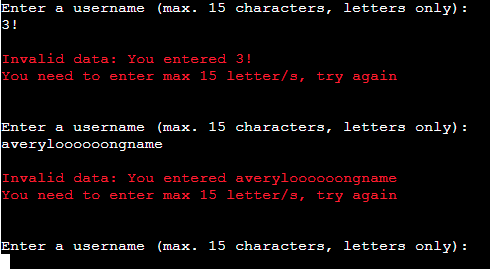 Enter a username (max. 15 characters, letters only):
3!
Invalid data: You entered 3!
You need to enter max 15 letter/s, try again
Enter a username (max. 15 characters, letters only):
averyloooooongname
Invalid data: You entered averyloooooongname
You need to enter max 15 letter/s, try again
Enter a username (max. 15 characters, letters only):